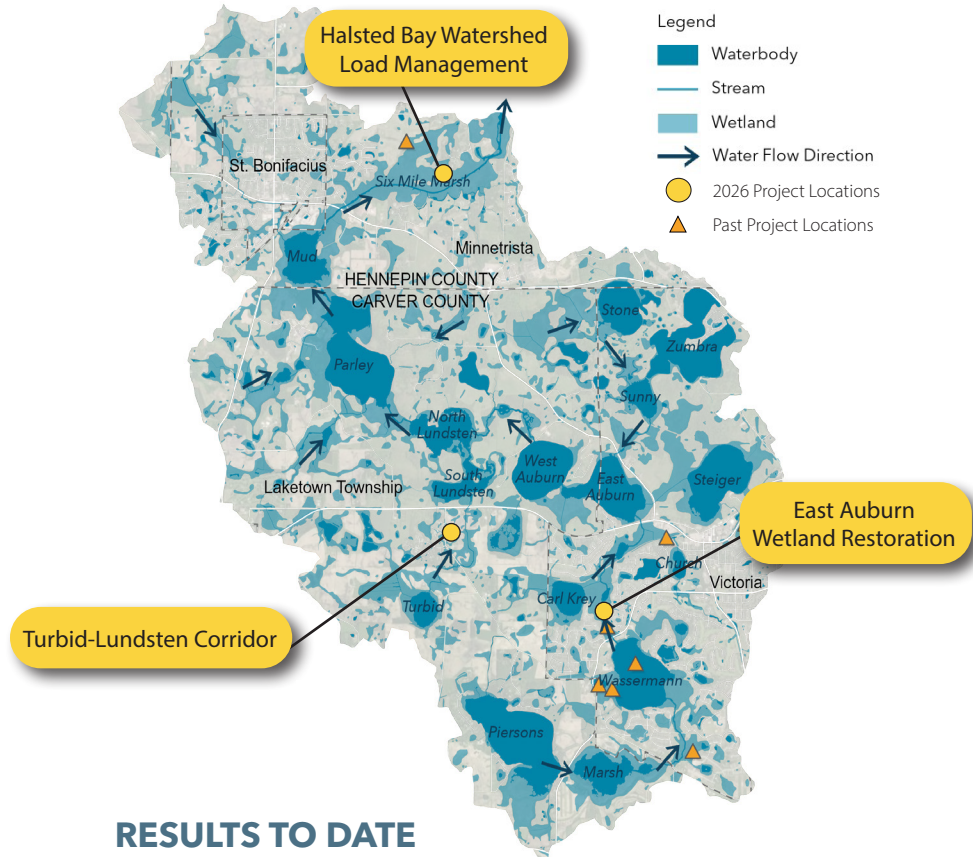 Halsted Bay Watershed
Load Management
Legend
Waterbody
Stream
Wetland
Water Flow Direction
2026 Project Locations
Past Project Locations
St. Bonifacius
Six Mile Marsh
Minnetrista
Mud
HENNEPIN COUNTY
CARVER COUNTY
Stone
Zumbra
Parley
Sunny
North
Lundsten
West
Auburn
East
Auburn
Steiger
South
Lundsten
Laketown Township
East Auburn
Wetland Restoration
Church
Victoria
Carl Krey
Turbid
Turbid-Lundsten Corridor
Wassermann
Piersons
Marsh
RESULTS TO DATE